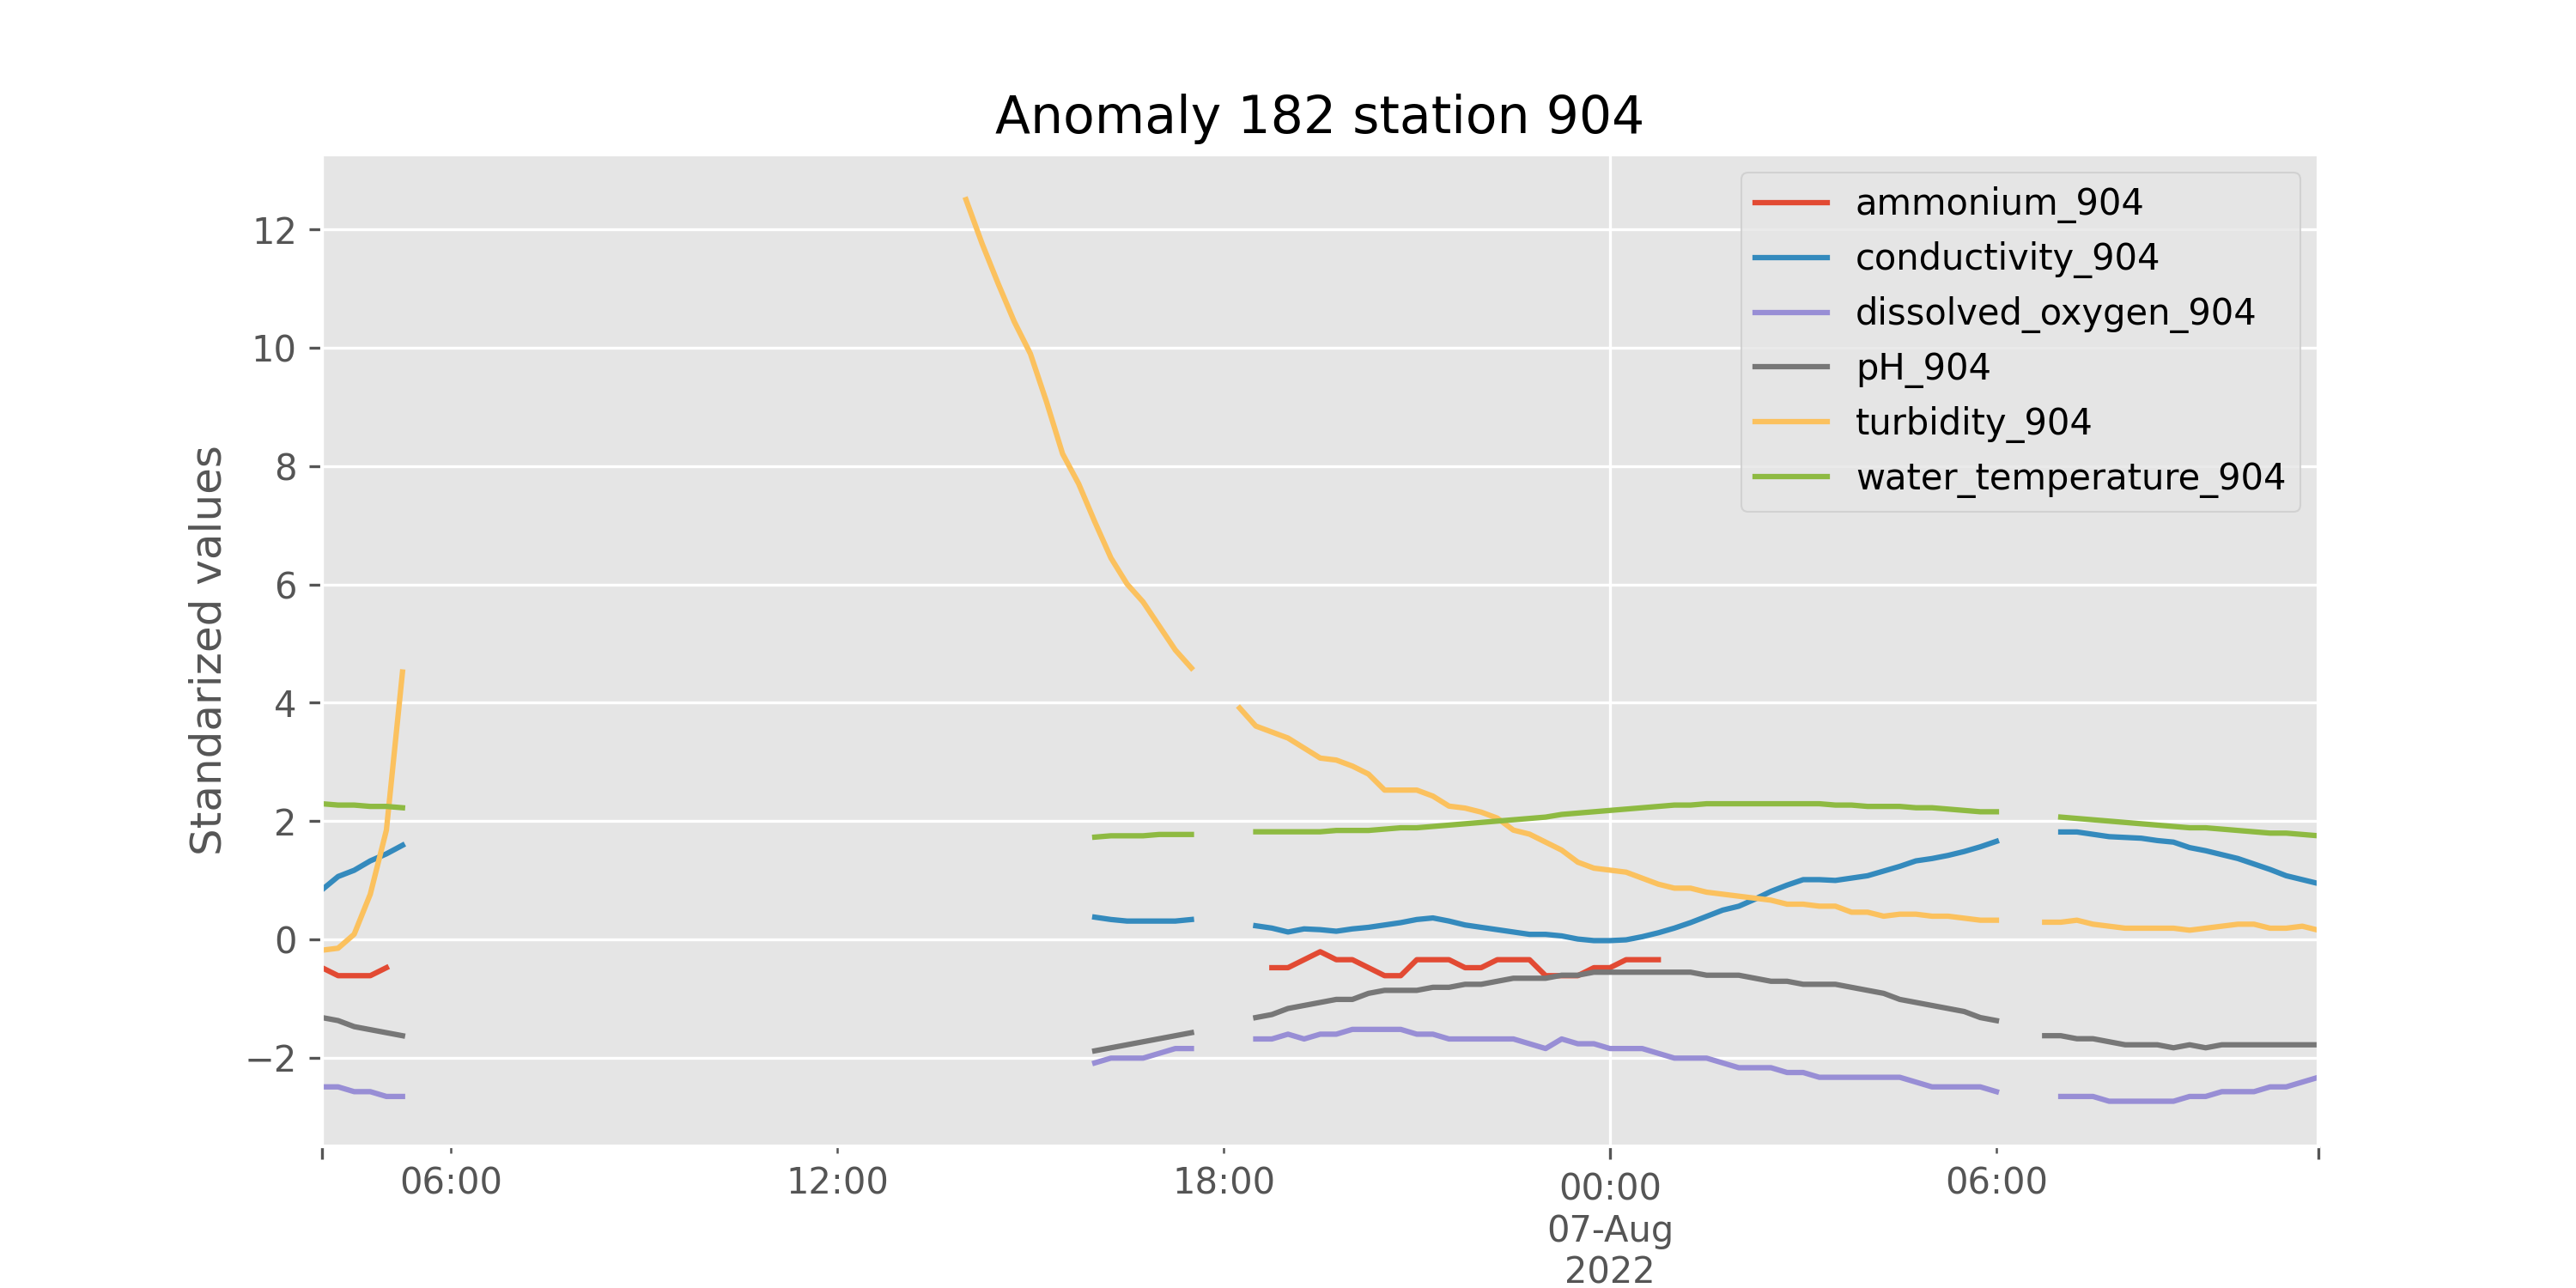 Anomaly 182 station 904
Standarized values
12
10
8
6
4
2
0
−2
ammonium_904
conductivity_904
dissolved_oxygen_904
pH_904
turbidity_904
water_temperature_904
06:00
12:00
18:00
00:00
06:00
07-Aug
2022